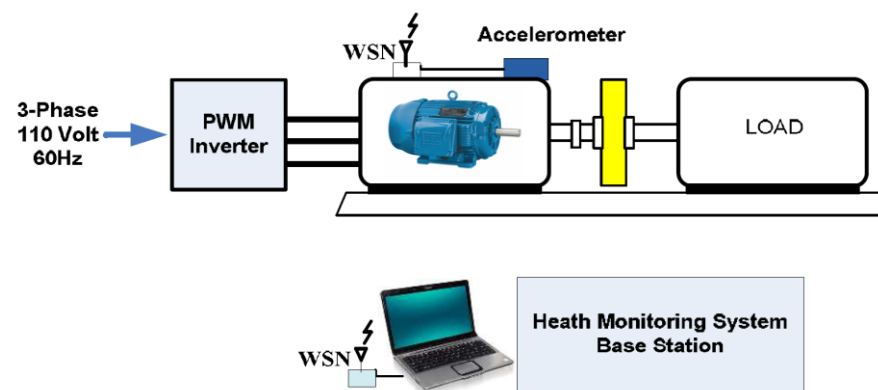 WSN
Accelerometer
3-Phase
110 Volt
60Hz
PWM
Inverter
LOAD
WSN
Heath Monitoring System
Base Station